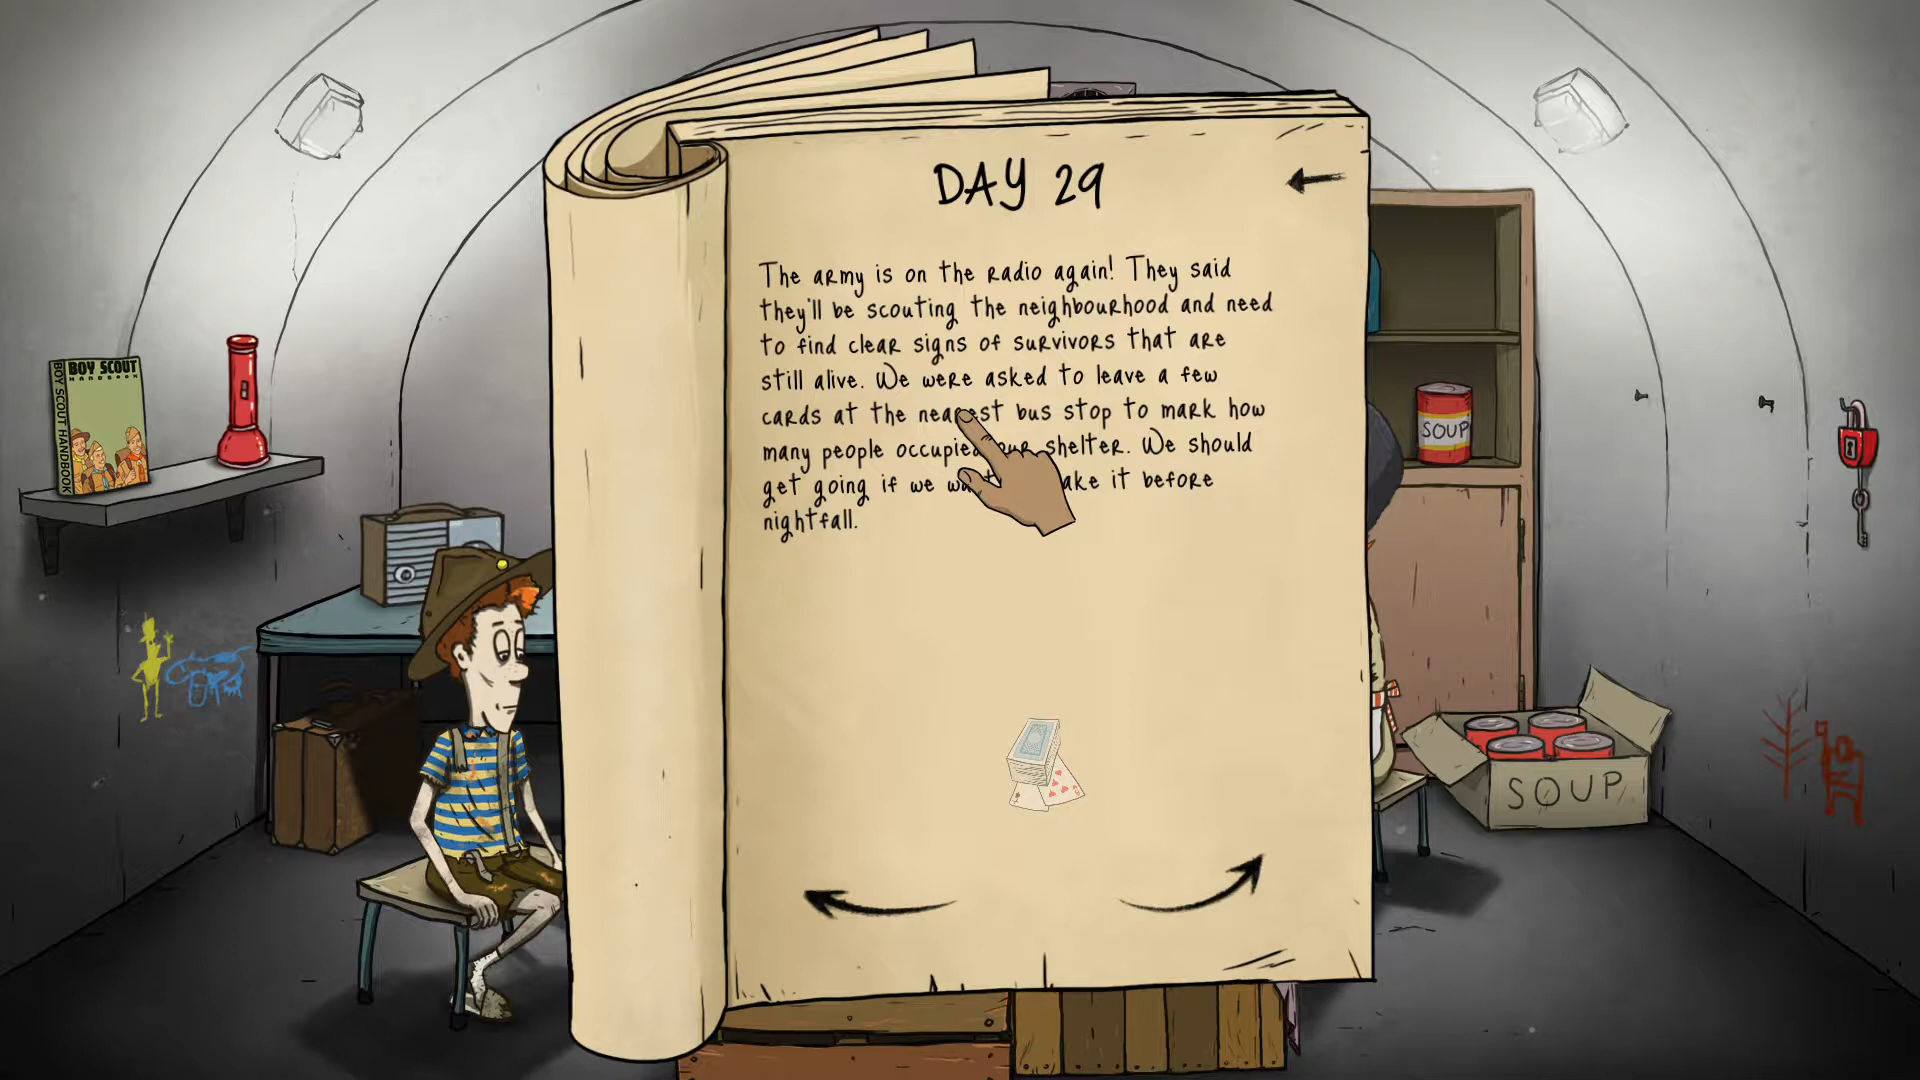 DAY 29
The army is on the radio again! They said
they'll be scouting the neighbourhood and need
to find clear signs of survivors that are
still alive. We were asked to leave a few
cards at the nearest bus stop to mark how
many people occupied our shelter. We should
get going if we ake it before
nightfall.
BOY SCOUT
HANDBOOK
BOY SCOUT HANDBOOK
SOUP
SOUP